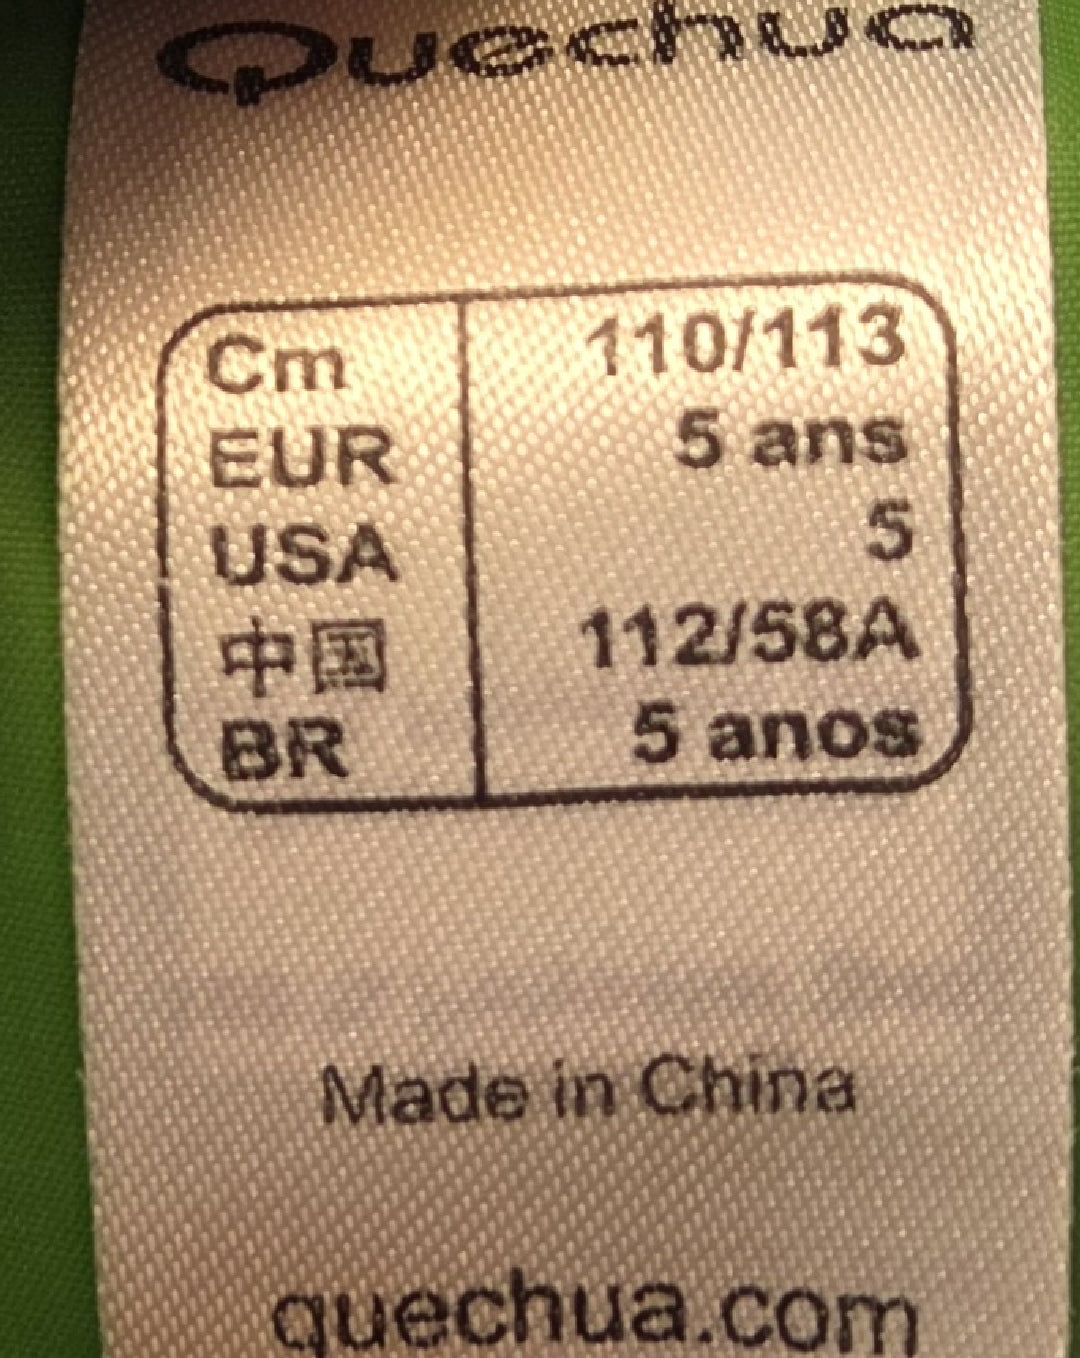 Quechua
Cm 110/113
EUR 5 ans
USA 5
中国 112/58A
BR 5 anos
Made in China
quechua.com